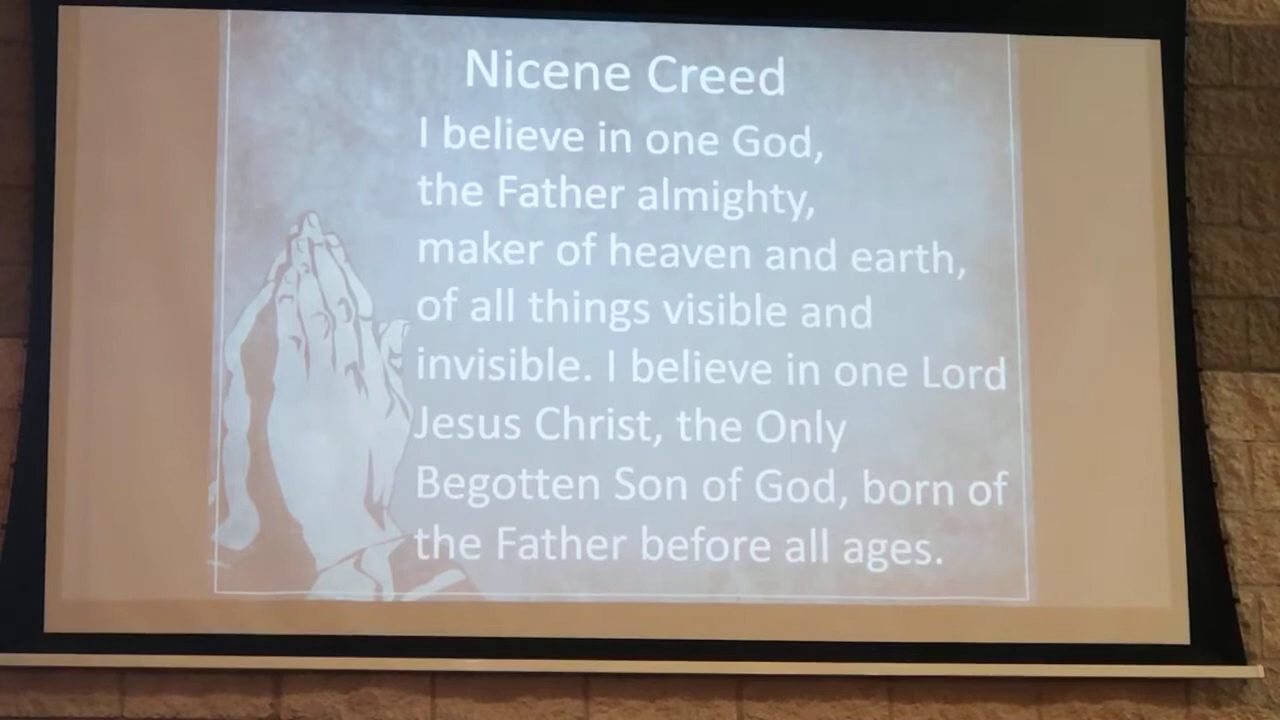 Nicene Creed
I believe in one God,
the Father almighty,
maker of heaven and earth,
of all things visible and
invisible. I believe in one Lord
Jesus Christ, the Only
Begotten Son of God, born of
the Father before all ages.